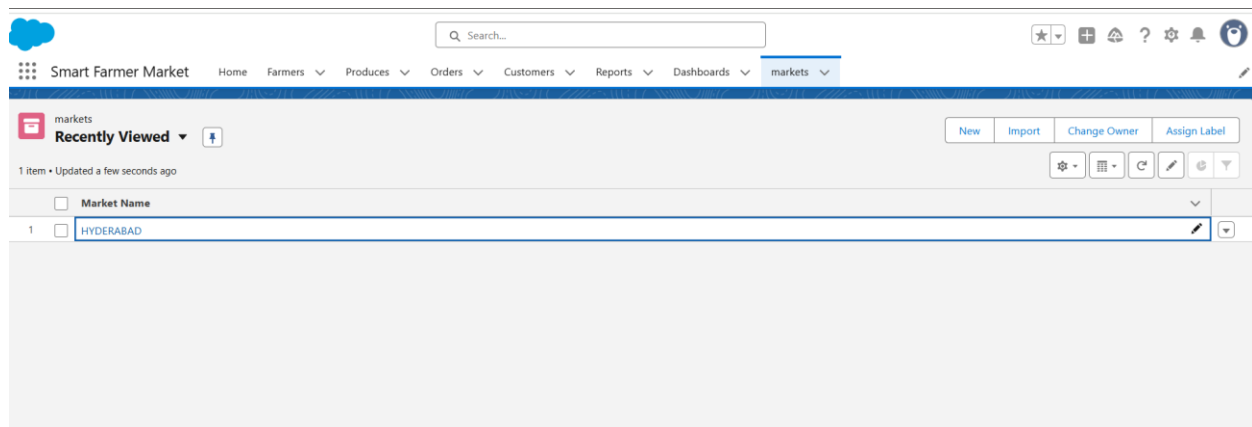 Search...
Smart Farmer Market Home Farmers Produces Orders Customers Reports Dashboards markets
markets
Recently Viewed
New Import Change Owner Assign Label
1 item • Updated a few seconds ago
Market Name
1 HYDERABAD